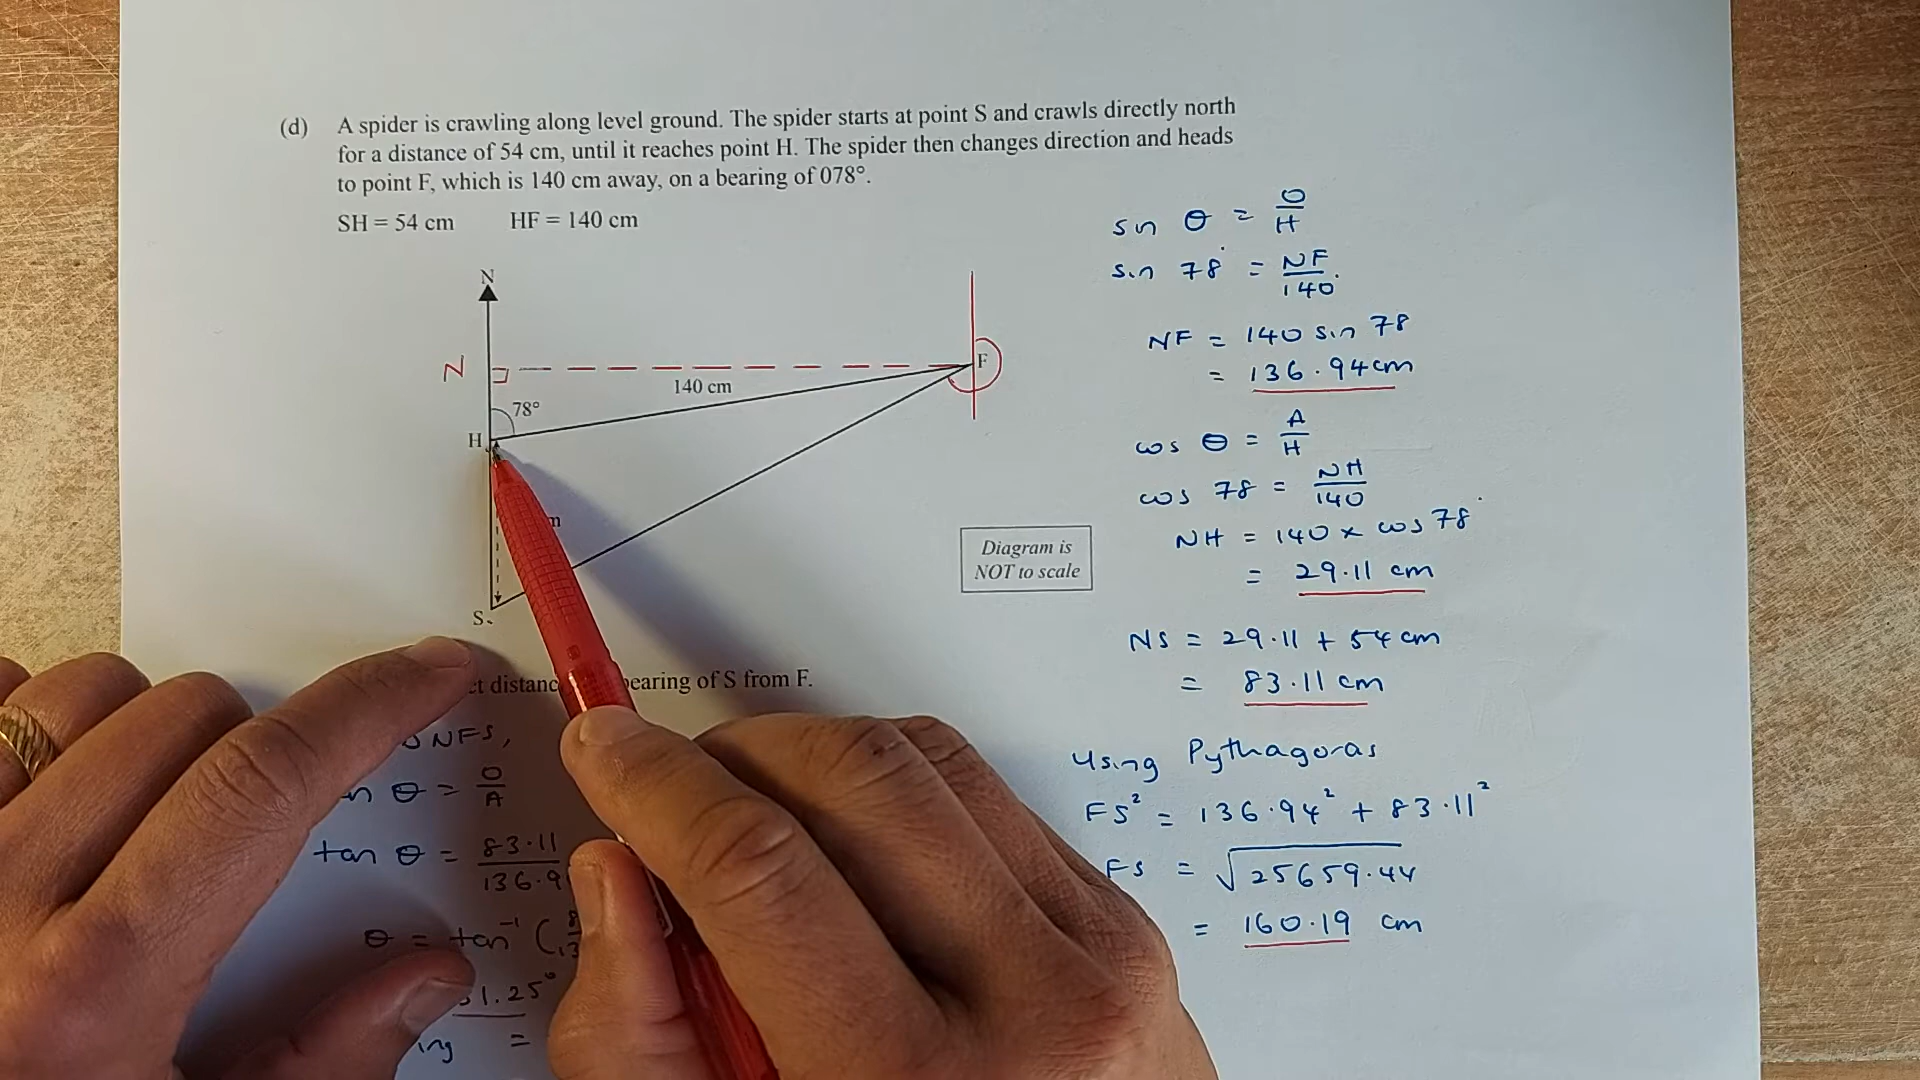 (d) A spider is crawling along level ground. The spider starts at point S and crawls directly north
for a distance of 54 cm, until it reaches point H. The spider then changes direction and heads
to point F, which is 140 cm away, on a bearing of 078°.
SH = 54 cm HF = 140 cm
N
N
F
140 cm
78°
H
S
Diagram is
NOT to scale
bearing of S from F.
NFS,
θ = O/A
tan θ = 83.11/136.9
θ = tan⁻¹ (
1.25°
=
sin θ = O/H
sin 78° = NF/140
NF = 140 sin 78
= 136.94cm
cos θ = A/H
cos 78 = NH/140
NH = 140 x cos 78°
= 29.11 cm
NS = 29.11 + 54 cm
= 83.11 cm
Using Pythagoras
FS² = 136.94² + 83.11²
FS = √25659.44
= 160.19 cm